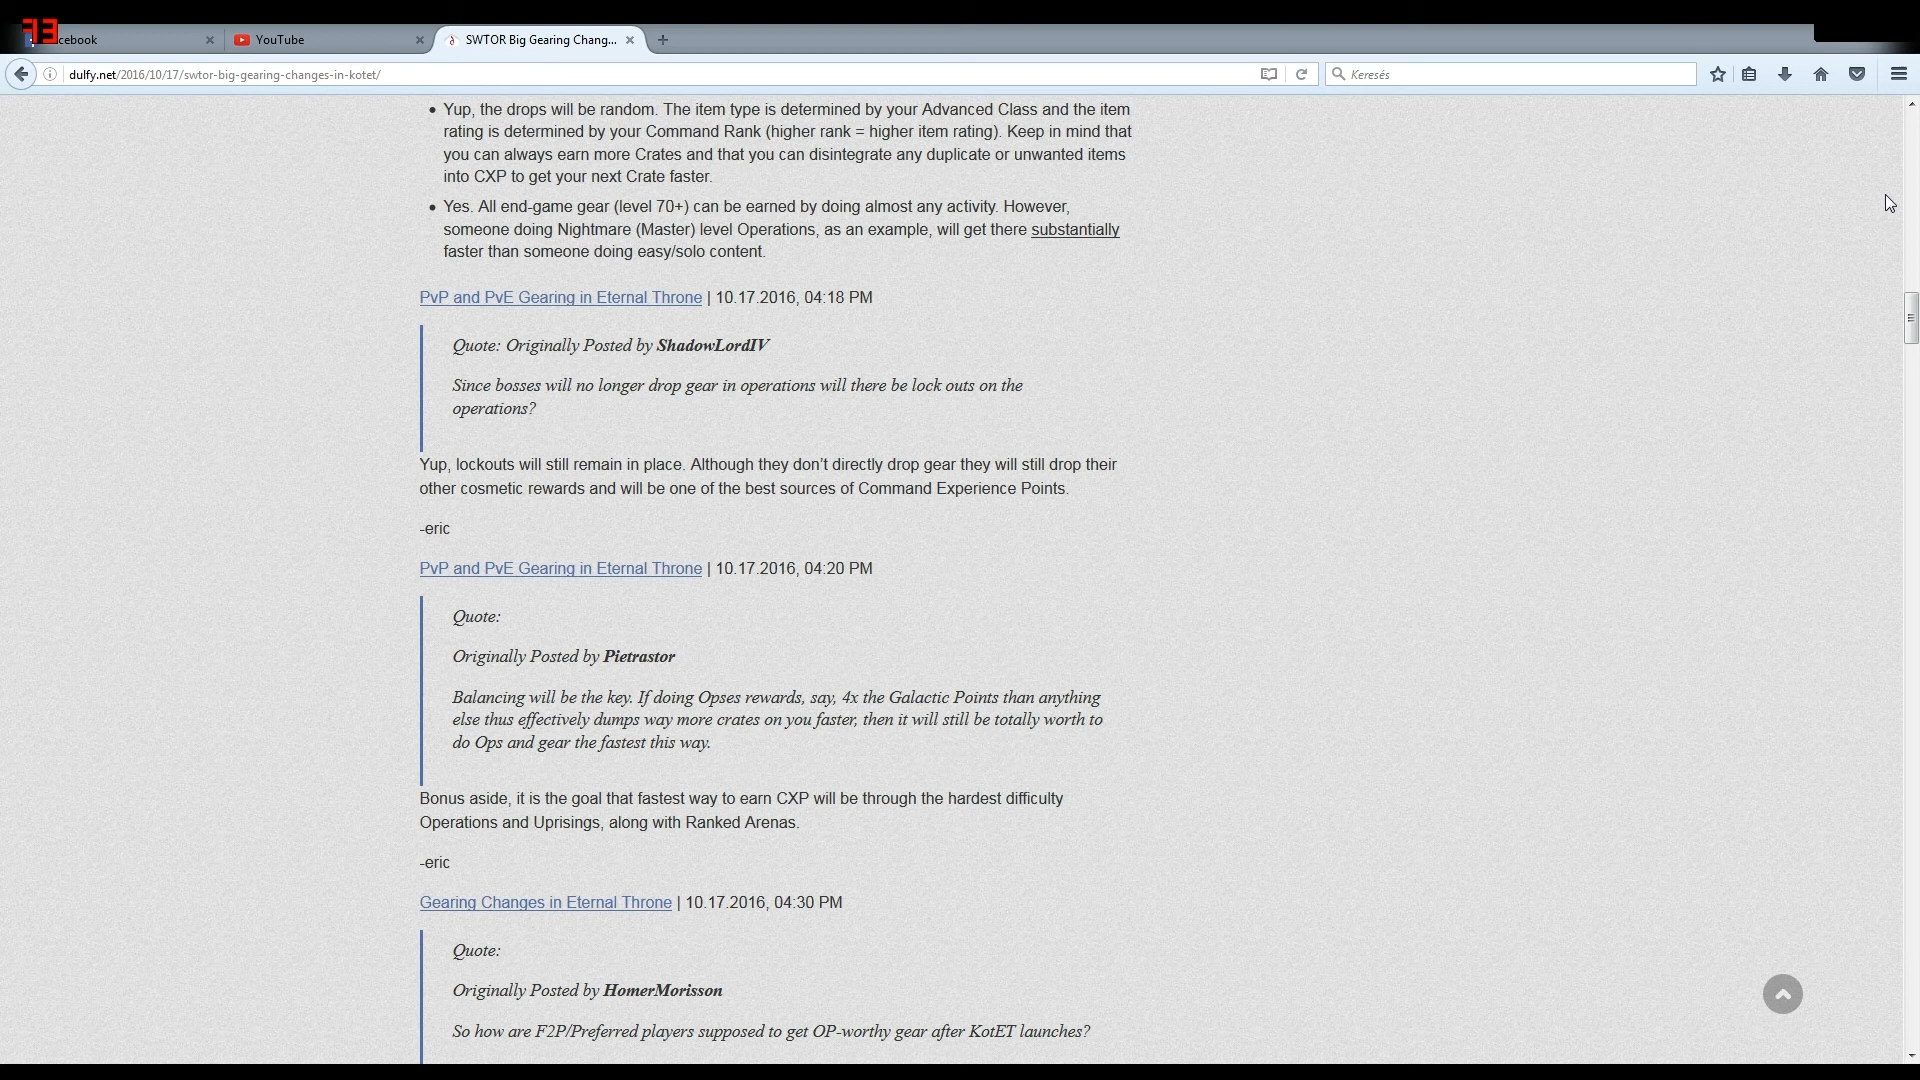 73
cebook
YouTube
SWTOR Big Gearing Chang...
dulfy.net/2016/10/17/swtor-big-gearing-changes-in-kotet/
Keresés
Yup, the drops will be random. The item type is determined by your Advanced Class and the item
rating is determined by your Command Rank (higher rank = higher item rating). Keep in mind that
you can always earn more Crates and that you can disintegrate any duplicate or unwanted items
into CXP to get your next Crate faster.
Yes. All end-game gear (level 70+) can be earned by doing almost any activity. However,
someone doing Nightmare (Master) level Operations, as an example, will get there substantially
faster than someone doing easy/solo content.
PvP and PvE Gearing in Eternal Throne | 10.17.2016, 04:18 PM
Quote: Originally Posted by ShadowLordIV
Since bosses will no longer drop gear in operations will there be lock outs on the
operations?
Yup, lockouts will still remain in place. Although they don’t directly drop gear they will still drop their
other cosmetic rewards and will be one of the best sources of Command Experience Points.
-eric
PvP and PvE Gearing in Eternal Throne | 10.17.2016, 04:20 PM
Quote:
Originally Posted by Pietrastor
Balancing will be the key. If doing Opses rewards, say, 4x the Galactic Points than anything
else thus effectively dumps way more crates on you faster, then it will still be totally worth to
do Ops and gear the fastest this way.
Bonus aside, it is the goal that fastest way to earn CXP will be through the hardest difficulty
Operations and Uprisings, along with Ranked Arenas.
-eric
Gearing Changes in Eternal Throne | 10.17.2016, 04:30 PM
Quote:
Originally Posted by HomerMorisson
So how are F2P/Preferred players supposed to get OP-worthy gear after KotET launches?